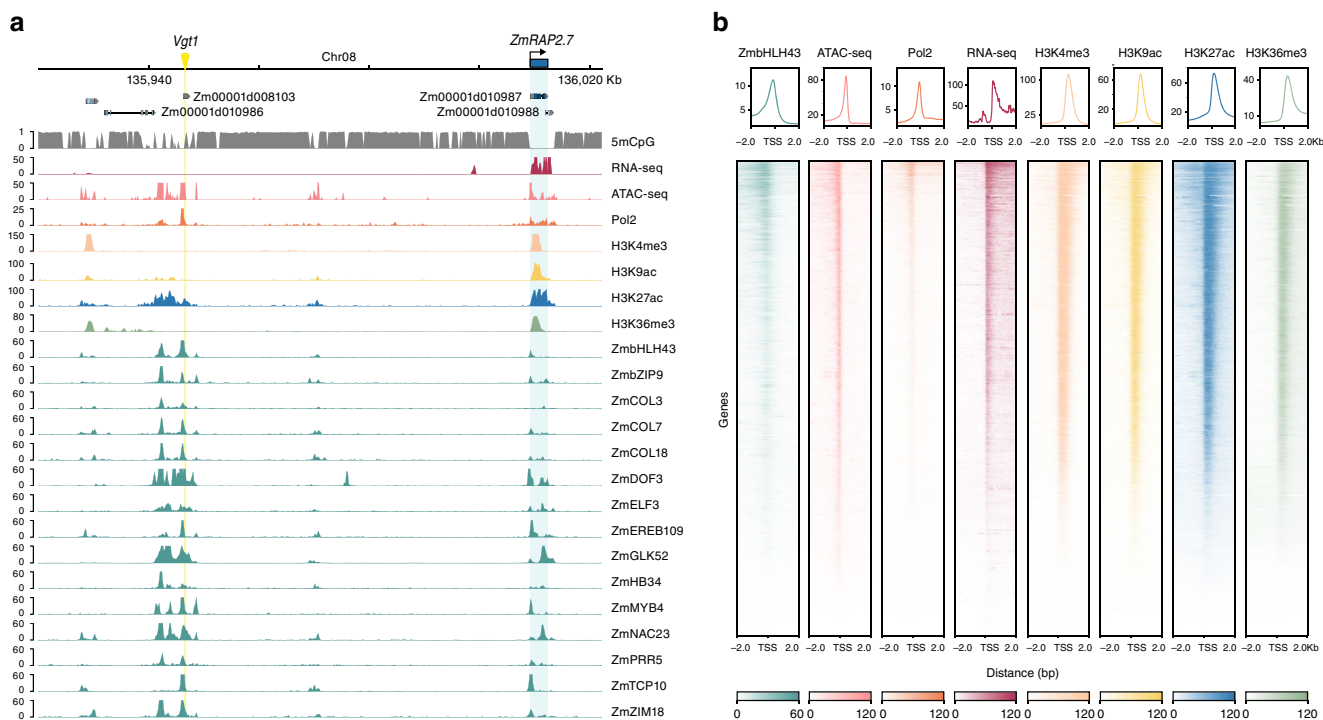 a
Vgt1
ZmRAP2.7
Chr08
135,940
136,020 Kb
Zm00001d008103
Zm00001d010987
Zm00001d010986
Zm00001d010988
1
0
5mCpG
50
0
RNA-seq
50
0
ATAC-seq
25
0
Pol2
150
0
H3K4me3
100
0
H3K9ac
100
0
H3K27ac
80
0
H3K36me3
60
0
ZmbHLH43
60
0
ZmbZIP9
60
0
ZmCOL3
60
0
ZmCOL7
60
0
ZmCOL18
60
0
ZmDOF3
60
0
ZmELF3
60
0
ZmEREB109
60
0
ZmGLK52
60
0
ZmHB34
60
0
ZmMYB4
60
0
ZmNAC23
60
0
ZmPRR5
60
0
ZmTCP10
60
0
ZmZIM18
b
ZmbHLH43 ATAC-seq Pol2 RNA-seq H3K4me3 H3K9ac H3K27ac H3K36me3
10 80 10 100 100 60 60 40
5 20 5 50 25 20 20 10
−2.0 TSS 2.0 −2.0 TSS 2.0 −2.0 TSS 2.0 −2.0 TSS 2.0 −2.0 TSS 2.0 −2.0 TSS 2.0 −2.0 TSS 2.0 −2.0 TSS 2.0Kb
Genes
−2.0 TSS 2.0 −2.0 TSS 2.0 −2.0 TSS 2.0 −2.0 TSS 2.0 −2.0 TSS 2.0 −2.0 TSS 2.0 −2.0 TSS 2.0 −2.0 TSS 2.0Kb
Distance (bp)
0 60 0 120 0 120 0 120 0 120 0 120 0 120 0 120